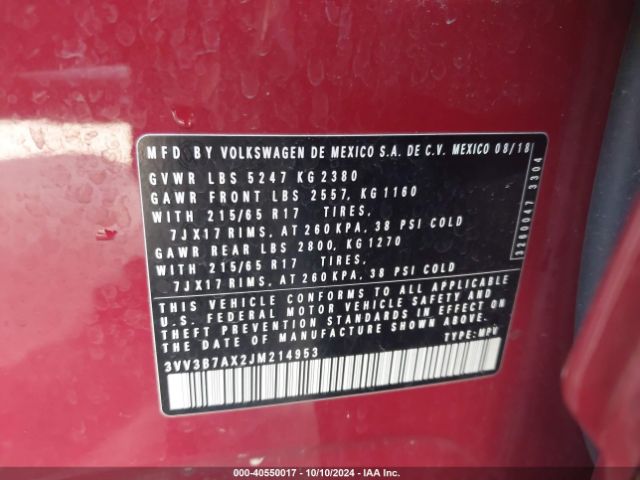 MFD BY VOLKSWAGEN DE MEXICO S.A. DE C.V. MEXICO 08/18
GVWR LBS 5247 KG 2380
GAWR FRONT LBS 2557, KG 1160
WITH 215/65 R17 TIRES,
7JX17 RIMS, AT 260 KPA, 38 PSI COLD
GAWR REAR LBS 2800, KG 1270
WITH 215/65 R17 TIRES,
7JX17 RIMS, AT 260 KPA, 38 PSI COLD
THIS VEHICLE CONFORMS TO ALL APPLICABLE
U.S. FEDERAL MOTOR VEHICLE SAFETY AND
THEFT PREVENTION STANDARDS IN EFFECT ON
THE DATE OF MANUFACTURE SHOWN ABOVE.
3VV3B7AX2JM214953 TYPE: MPV
3260047 3304
000-40550017 - 10/10/2024 - IAA Inc.